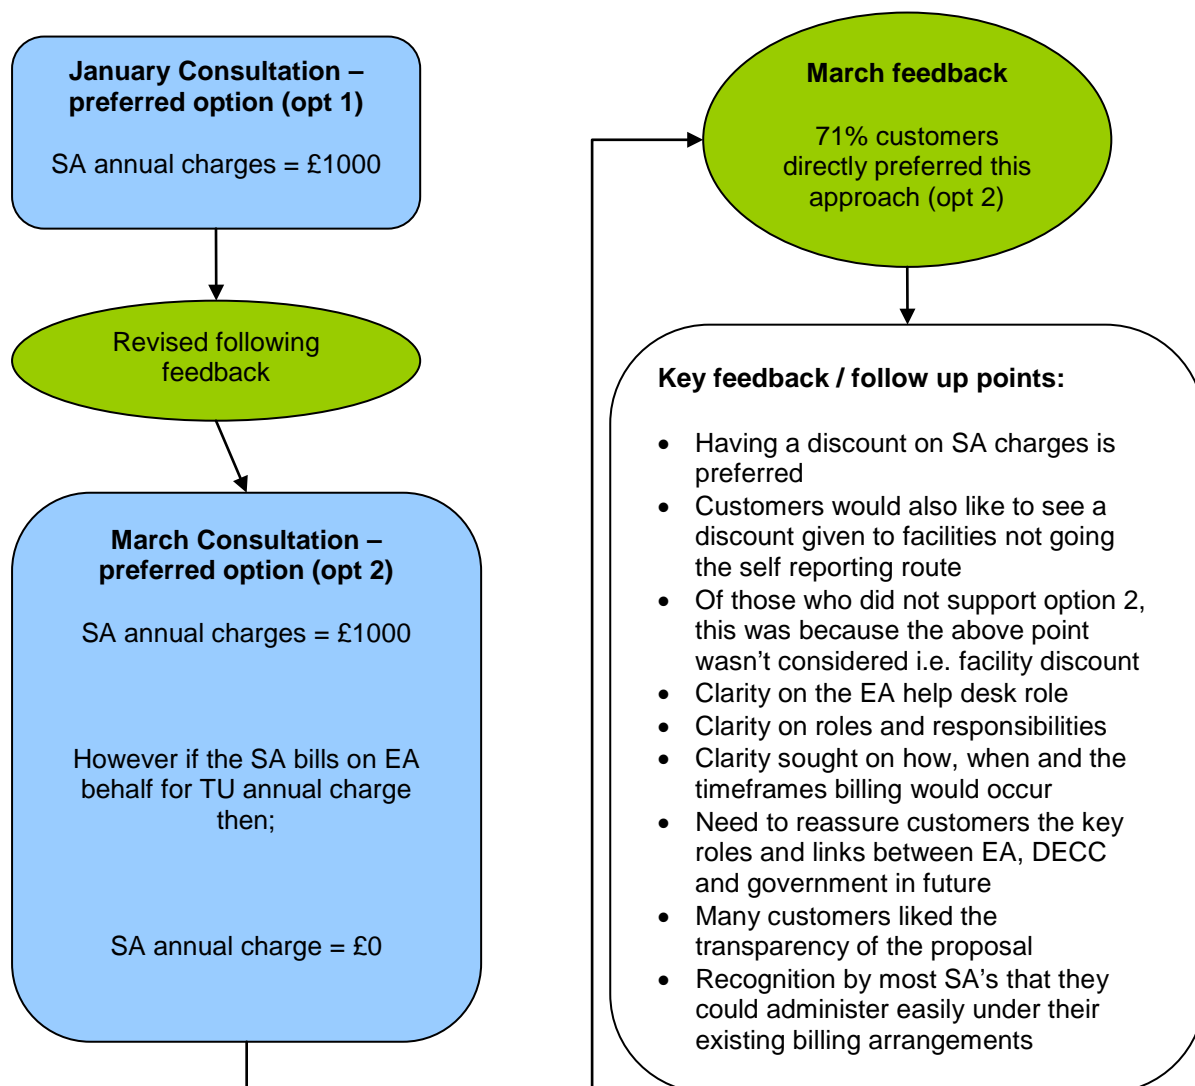 January Consultation –
preferred option (opt 1)
SA annual charges = £1000
Revised following
feedback
March Consultation –
preferred option (opt 2)
SA annual charges = £1000
However if the SA bills on EA
behalf for TU annual charge
then;
SA annual charge = £0
March feedback
71% customers
directly preferred this
approach (opt 2)
Key feedback / follow up points:
• Having a discount on SA charges is
preferred
• Customers would also like to see a
discount given to facilities not going
the self reporting route
• Of those who did not support option 2,
this was because the above point
wasn’t considered i.e. facility discount
• Clarity on the EA help desk role
• Clarity on roles and responsibilities
• Clarity sought on how, when and the
timeframes billing would occur
• Need to reassure customers the key
roles and links between EA, DECC
and government in future
• Many customers liked the
transparency of the proposal
• Recognition by most SA’s that they
could administer easily under their
existing billing arrangements